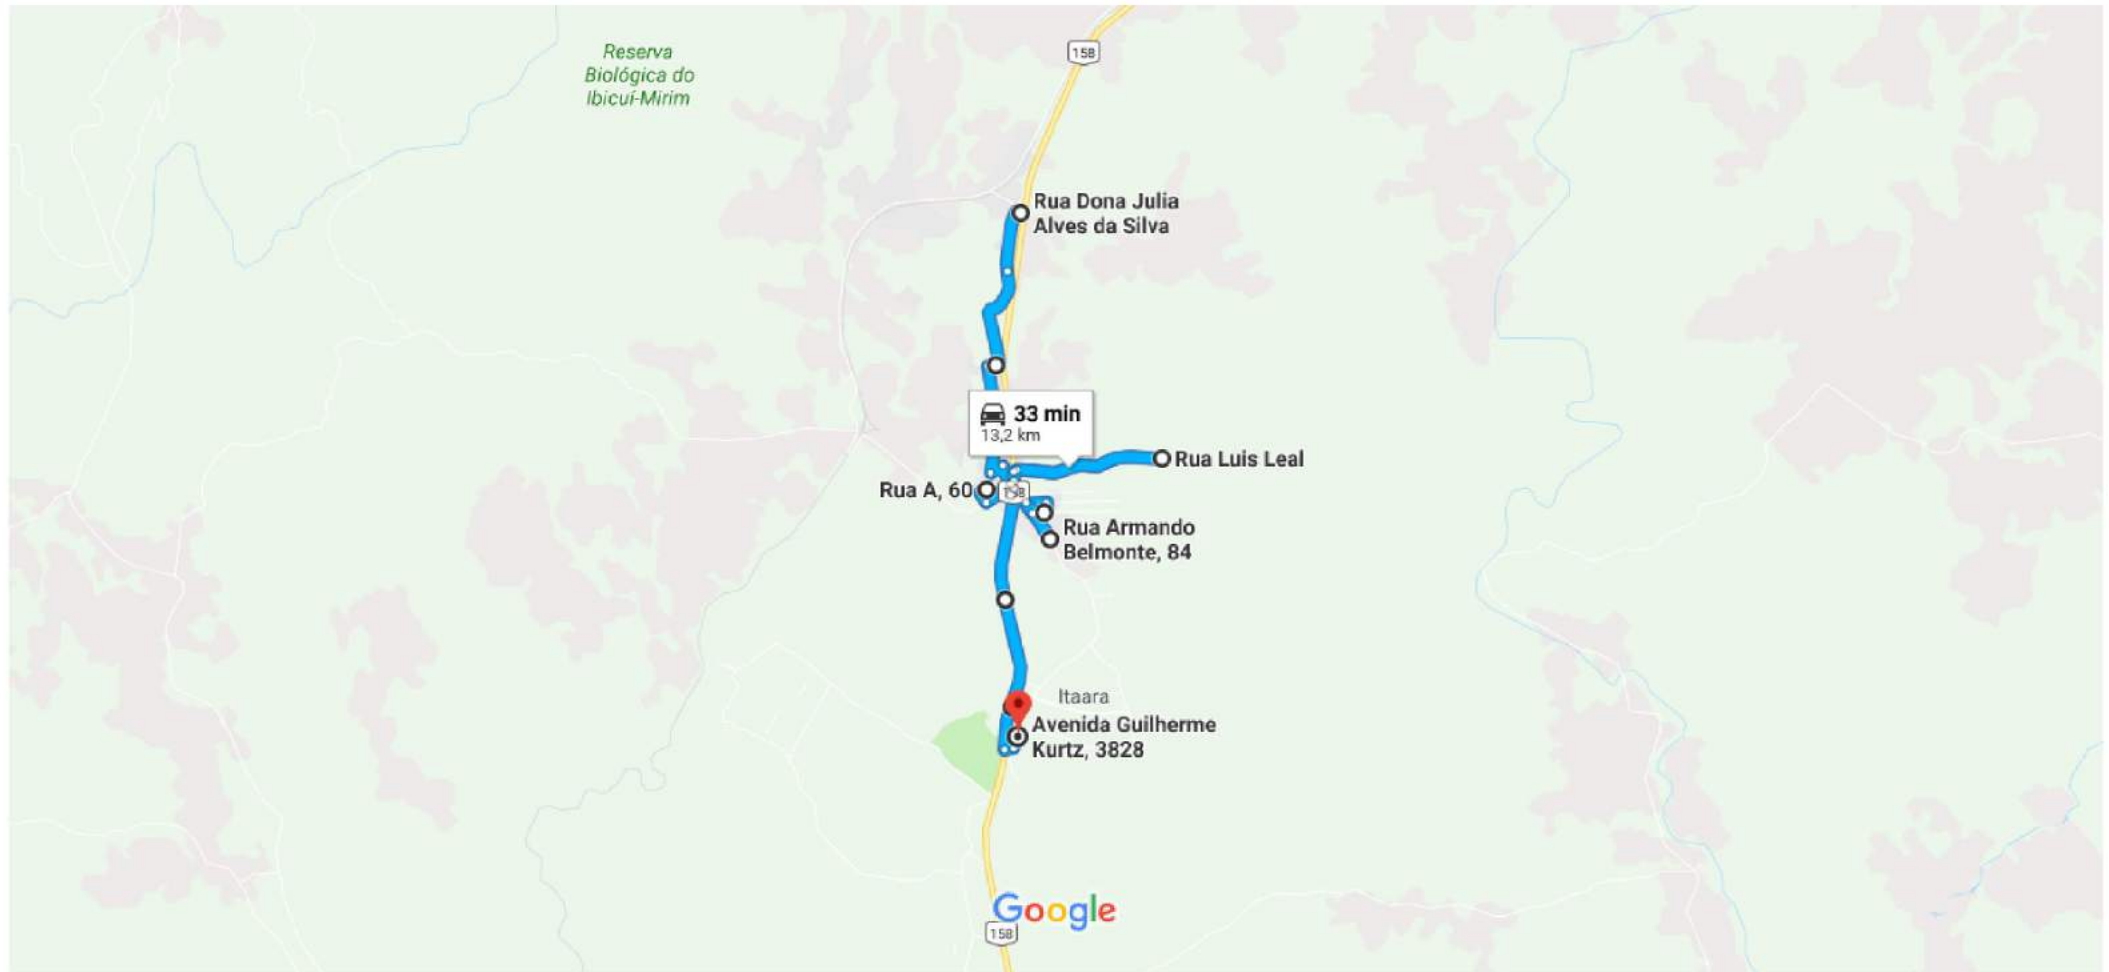 158
Reserva
Biológica do
Ibicuí-Mirim
Rua Dona Julia
Alves da Silva
33 min
13,2 km
Rua Luis Leal
Rua A, 60
Rua Armando
Belmonte, 84
Itaara
Avenida Guilherme
Kurtz, 3828
Google
158